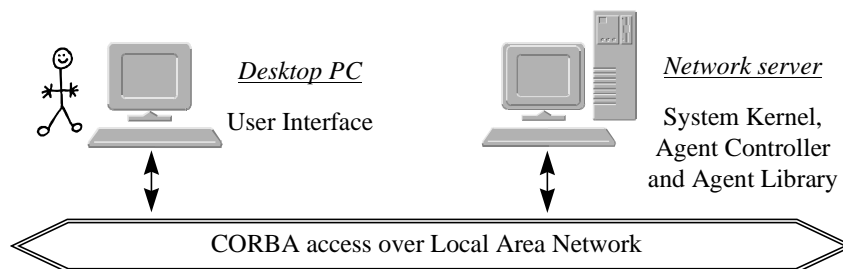 Desktop PC
User Interface
Network server
System Kernel,
Agent Controller
and Agent Library
CORBA access over Local Area Network